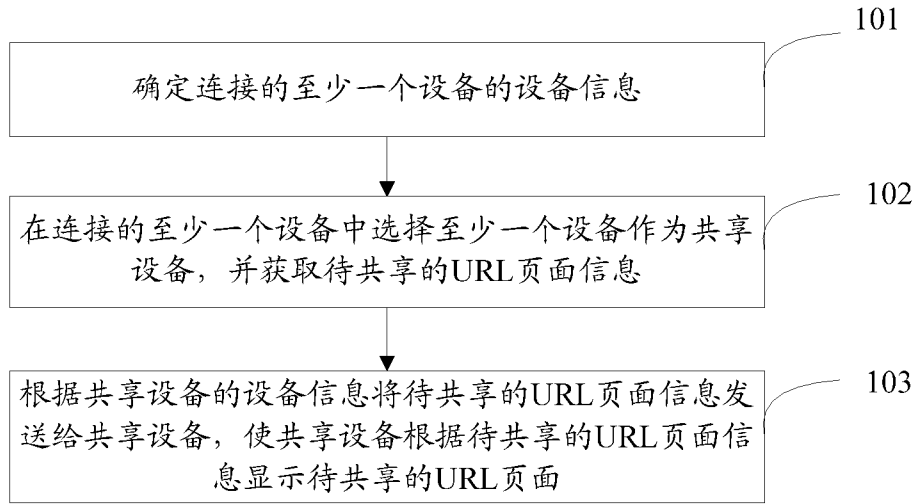 101
确定连接的至少一个设备的设备信息
102
在连接的至少一个设备中选择至少一个设备作为共享
设备，并获取待共享的URL页面信息
103
根据共享设备的设备信息将待共享的URL页面信息发
送给共享设备，使共享设备根据待共享的URL页面信
息显示待共享的URL页面